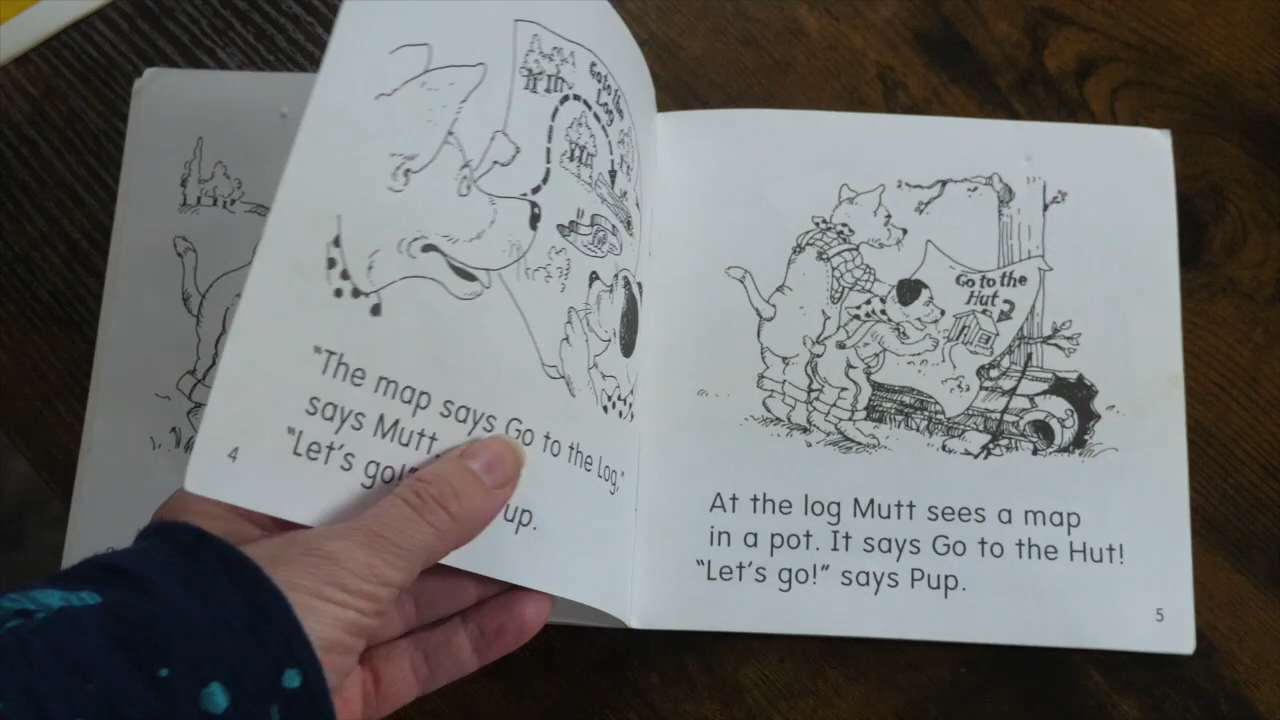 Go to the
Log
"The map says Go to the Log,"
says Mutt.
"Let's go!" up.
4
Go to the
Hut
At the log Mutt sees a map
in a pot. It says Go to the Hut!
"Let's go!" says Pup.
5